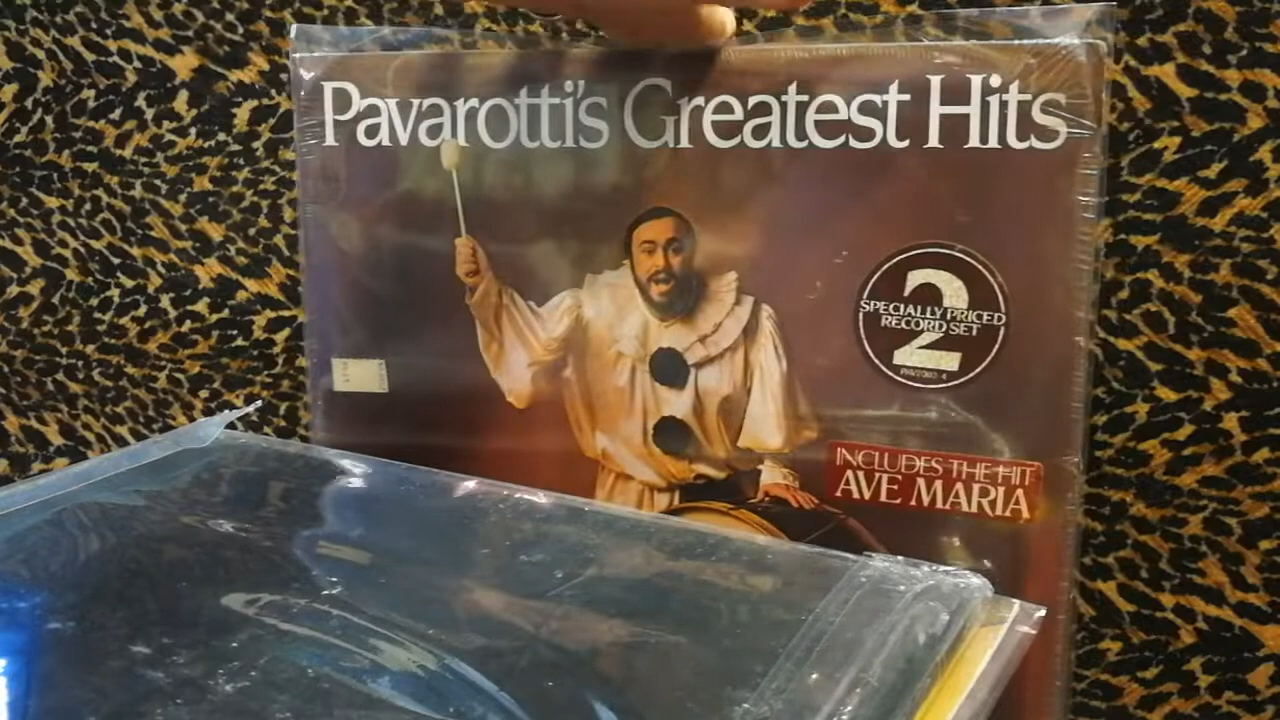 Pavarotti's Greatest Hits
2
SPECIALLY PRICED
RECORD SET
INCLUDES THE HIT
AVE MARIA